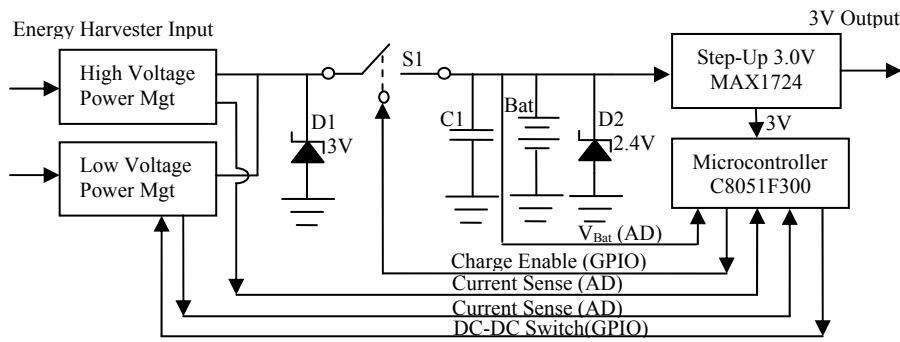 Energy Harvester Input
3V Output
High Voltage
Power Mgt
S1
Step-Up 3.0V
MAX1724
D1
3V
C1
Bat
D2
2.4V
3V
Low Voltage
Power Mgt
Microcontroller
C8051F300
VBat (AD)
Charge Enable (GPIO)
Current Sense (AD)
Current Sense (AD)
DC-DC Switch(GPIO)